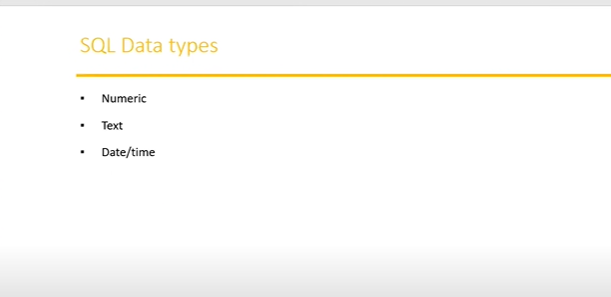 SQL Data types
▪ Numeric
▪ Text
▪ Date/time